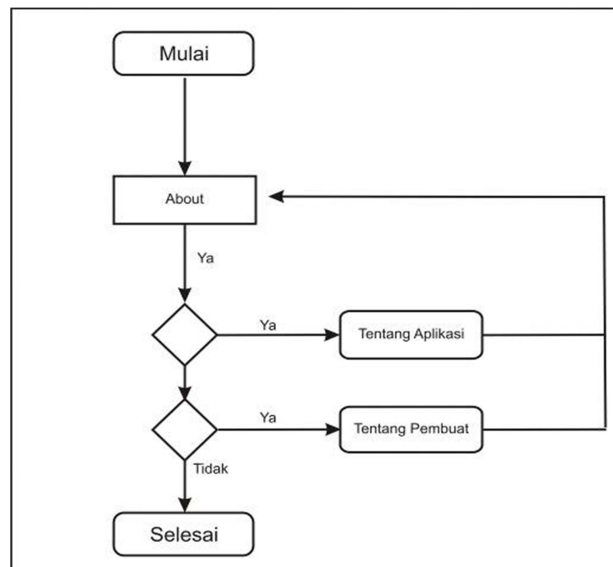 Mulai
About
Ya
Ya
Tentang Aplikasi
Ya
Tentang Pembuat
Tidak
Selesai